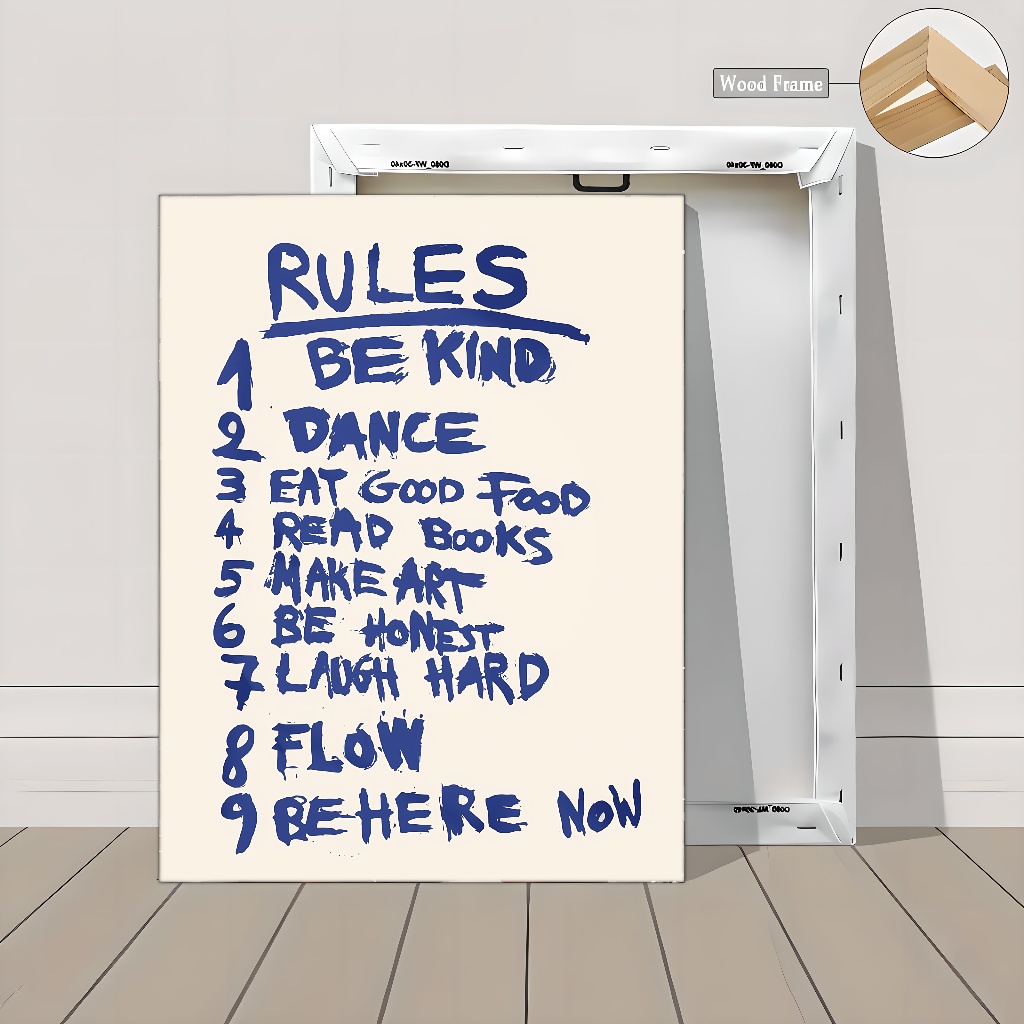 Wood Frame
RULES
1 BE KIND
2 DANCE
3 EAT GOOD FOOD
4 READ BOOKS
5 MAKE ART
6 BE HONEST
7 LAUGH HARD
8 FLOW
9 BE HERE NOW